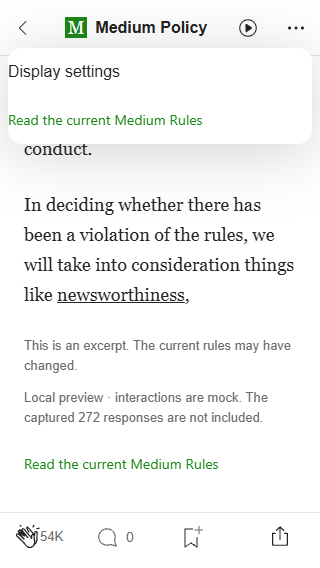 M Medium Policy
Display settings
Read the current Medium Rules
conduct.
In deciding whether there has
been a violation of the rules, we
will take into consideration things
like newsworthiness,
This is an excerpt. The current rules may have
changed.
Local preview · interactions are mock. The
captured 272 responses are not included.
Read the current Medium Rules
54K 0